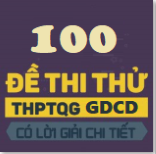 100
ĐỀ THI THỬ
THPTQG GDCD
CÓ LỜI GIẢI CHI TIẾT